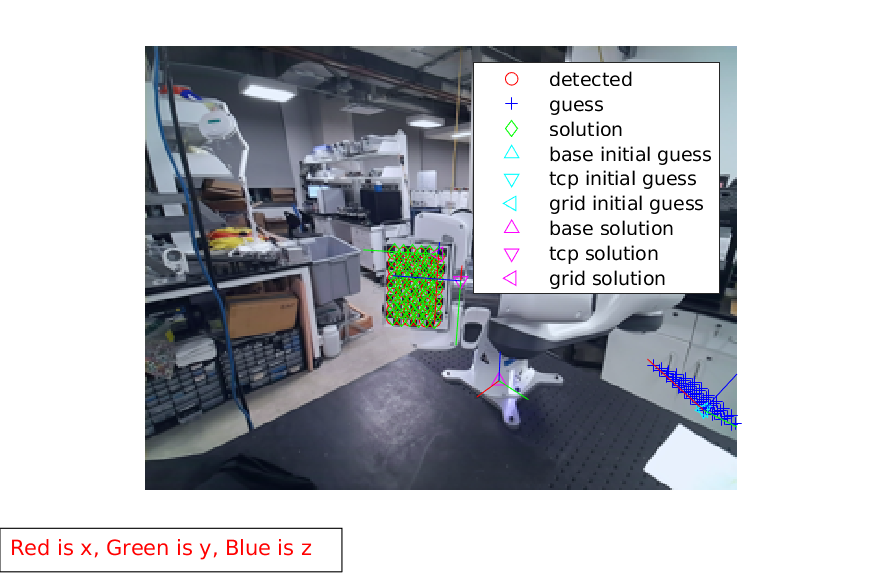 detected
guess
solution
base initial guess
tcp initial guess
grid initial guess
base solution
tcp solution
grid solution
Red is x, Green is y, Blue is z